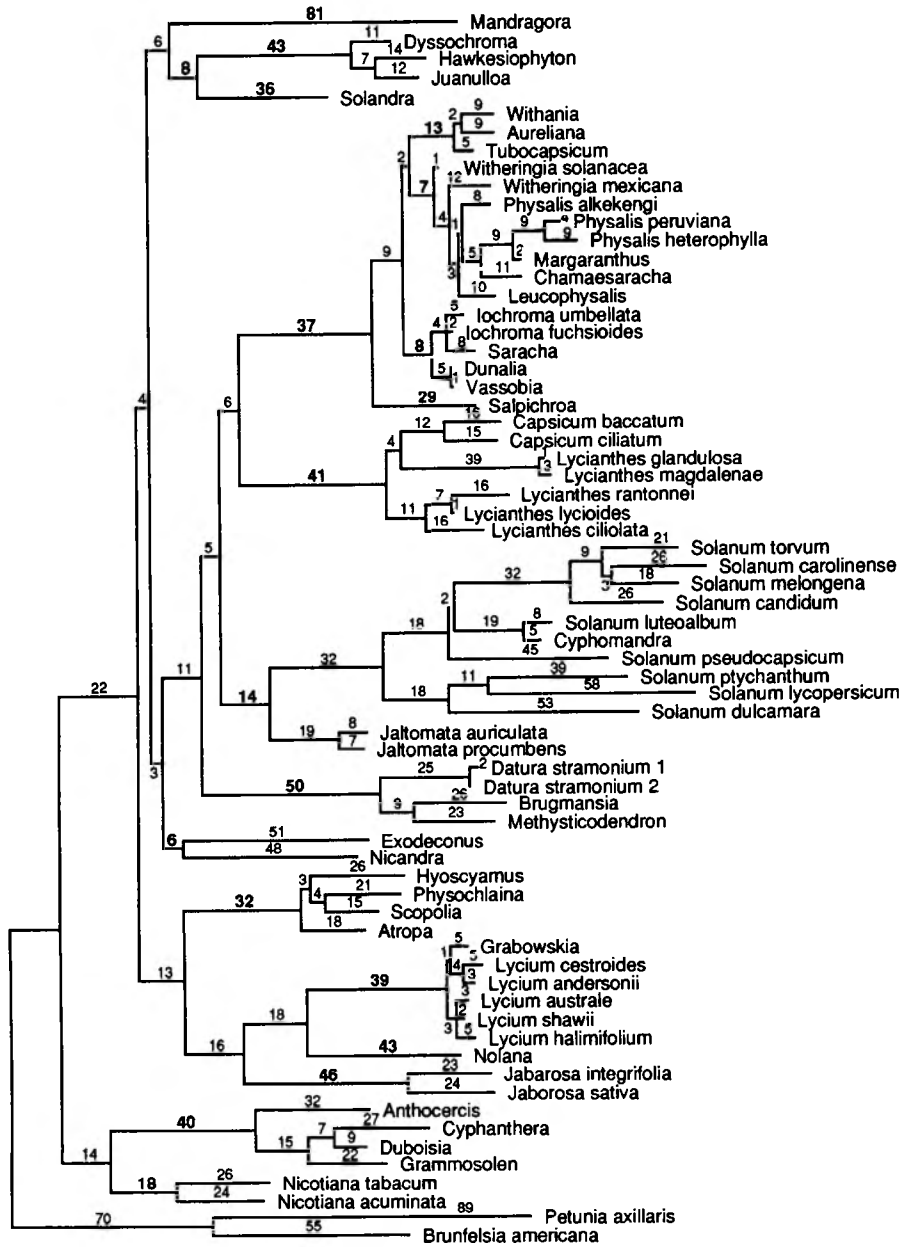 81
Mandragora
6
11
Dyssochroma
43
14
Hawkesiophyton
7
12
Juanulloa
8
36
Solandra
9
Withania
2
9
Aureliana
13
5
Tubocapsicum
2
1
Witheringia solanacea
7
12
Witheringia mexicana
8
Physalis alkekengi
4
1
9
Physalis peruviana
9
9
Physalis heterophylla
5
2
Margaranthus
3
11
Chamaesaracha
10
Leucophysalis
9
5
Iochroma umbellata
4
2
Iochroma fuchsioides
8
8
Saracha
5
Dunalia
1
Vassobia
37
29
Salpichroa
6
16
Capsicum baccatum
12
15
Capsicum ciliatum
4
Lycianthes glandulosa
39
3
Lycianthes magdalenae
41
16
Lycianthes rantonnei
7
1
Lycianthes lycioides
11
16
Lycianthes ciliolata
4
5
21
Solanum torvum
9
26
Solanum carolinense
32
18
Solanum melongena
3
26
Solanum candidum
2
8
Solanum luteoalbum
19
5
Cyphomandra
18
45
Solanum pseudocapsicum
32
39
Solanum ptychanthum
11
58
Solanum lycopersicum
18
53
Solanum dulcamara
11
14
8
Jaltomata auriculata
19
7
Jaltomata procumbens
22
3
2
Datura stramonium 1
25
Datura stramonium 2
50
26
Brugmansia
9
23
Methysticodendron
51
Exodeconus
6
48
Nicandra
26
Hyoscyamus
3
21
Physochlaina
4
15
Scopolia
32
18
Atropa
13
5
Grabowskia
1
5
Lycium cestroides
4
3
Lycium andersonii
39
3
Lycium australe
2
Lycium shawii
3
5
Lycium halimifolium
18
43
Nolana
16
23
Jabarosa integrifolia
46
24
Jaborosa sativa
32
Anthocercis
40
27
Cyphanthera
7
9
Duboisia
15
22
Grammosolen
14
26
Nicotiana tabacum
18
24
Nicotiana acuminata
89
Petunia axillaris
70
55
Brunfelsia americana